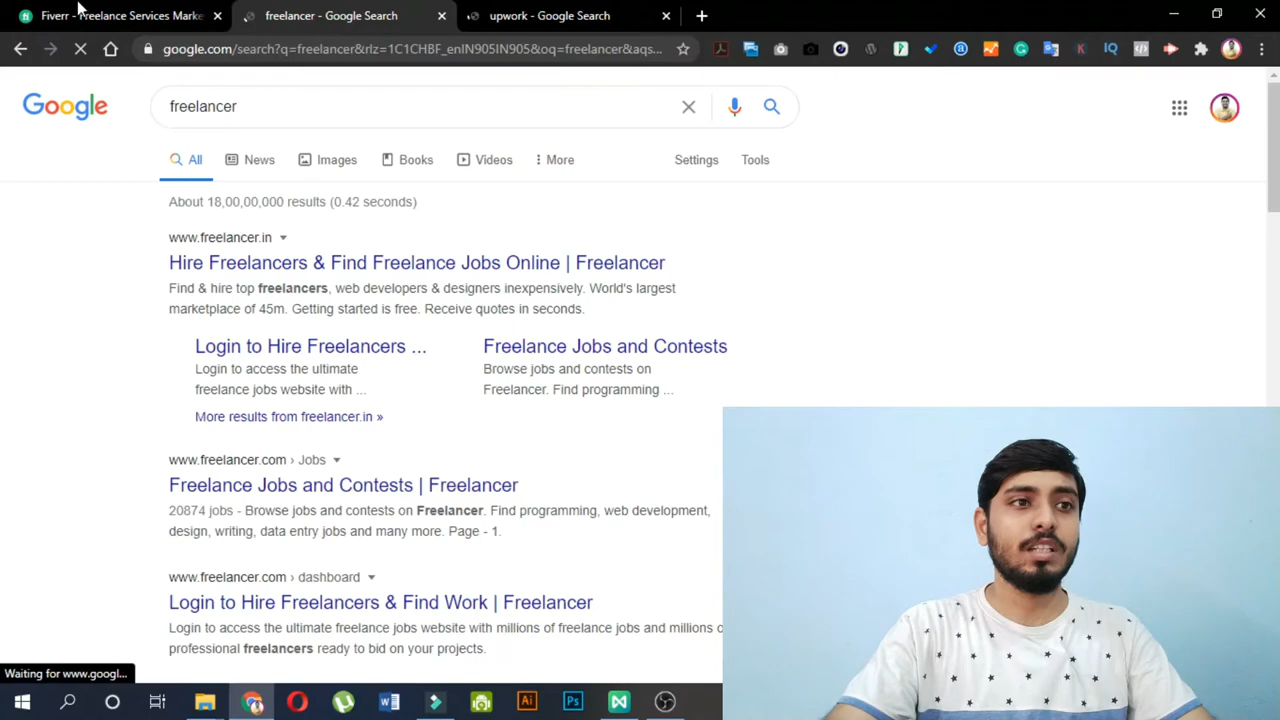 Fiverr - Freelance Services Marke
freelancer - Google Search
upwork - Google Search
google.com/search?q=freelancer&rlz=1C1CHBF_enIN905IN905&oq=freelancer&aqs...
Google
freelancer
All
News
Images
Books
Videos
More
Settings
Tools
About 18,00,00,000 results (0.42 seconds)
www.freelancer.in
Hire Freelancers & Find Freelance Jobs Online | Freelancer
Find & hire top freelancers, web developers & designers inexpensively. World's largest
marketplace of 45m. Getting started is free. Receive quotes in seconds.
Login to Hire Freelancers ...
Login to access the ultimate
freelance jobs website with ...
Freelance Jobs and Contests
Browse jobs and contests on
Freelancer. Find programming ...
More results from freelancer.in »
www.freelancer.com › Jobs
Freelance Jobs and Contests | Freelancer
20874 jobs - Browse jobs and contests on Freelancer. Find programming, web development,
design, writing, data entry jobs and many more. Page - 1.
www.freelancer.com › dashboard
Login to Hire Freelancers & Find Work | Freelancer
Login to access the ultimate freelance jobs website with millions of freelance jobs and millions o
professional freelancers ready to bid on your projects.
Waiting for www.googl...